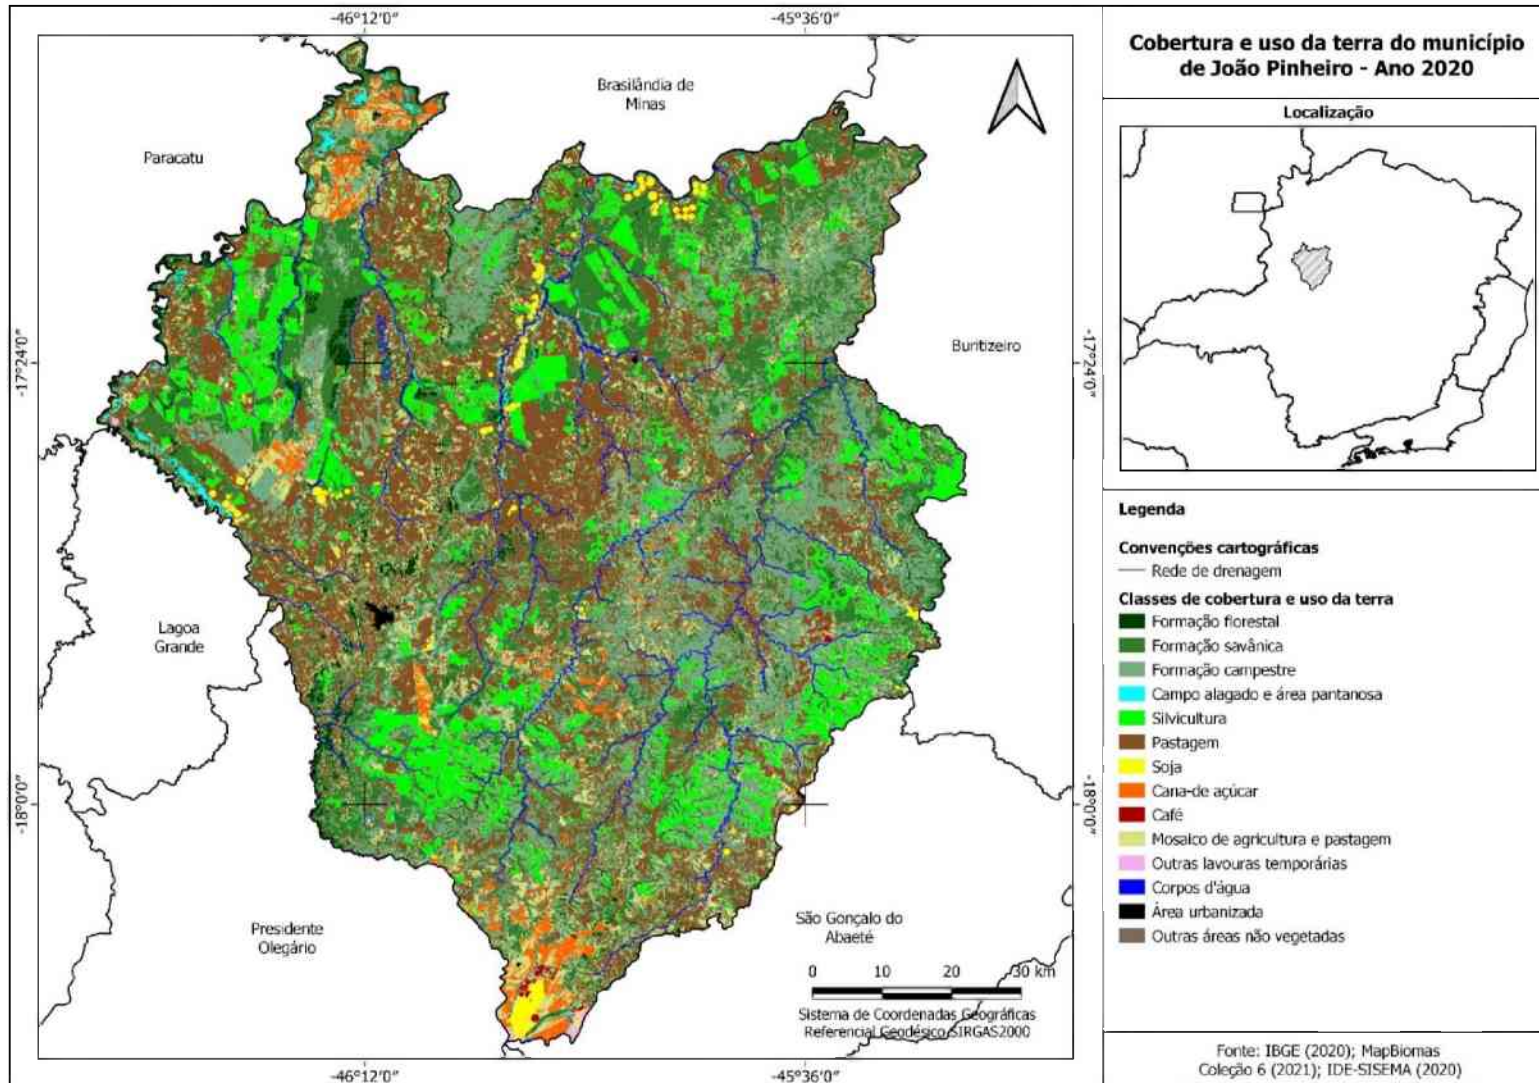 -46°12'0"
-45°36'0"
Brasilândia de
Minas
Paracatu
Buritizeiro
-17°24'0"
-17°24'0"
Lagoa
Grande
-18°0'0"
-18°0'0"
Presidente
Olegário
São Gonçalo do
Abaeté
0 10 20 30 km
Sistema de Coordenadas Geográficas
Referencial Geodésico SIRGAS2000
-46°12'0"
-45°36'0"
Cobertura e uso da terra do município
de João Pinheiro - Ano 2020
Localização
Legenda
Convenções cartográficas
Rede de drenagem
Classes de cobertura e uso da terra
Formação florestal
Formação savânica
Formação campestre
Campo alagado e área pantanosa
Silvicultura
Pastagem
Soja
Cana-de açúcar
Café
Mosaico de agricultura e pastagem
Outras lavouras temporárias
Corpos d'água
Área urbanizada
Outras áreas não vegetadas
Fonte: IBGE (2020); MapBiomas
Coleção 6 (2021); IDE-SISEMA (2020)